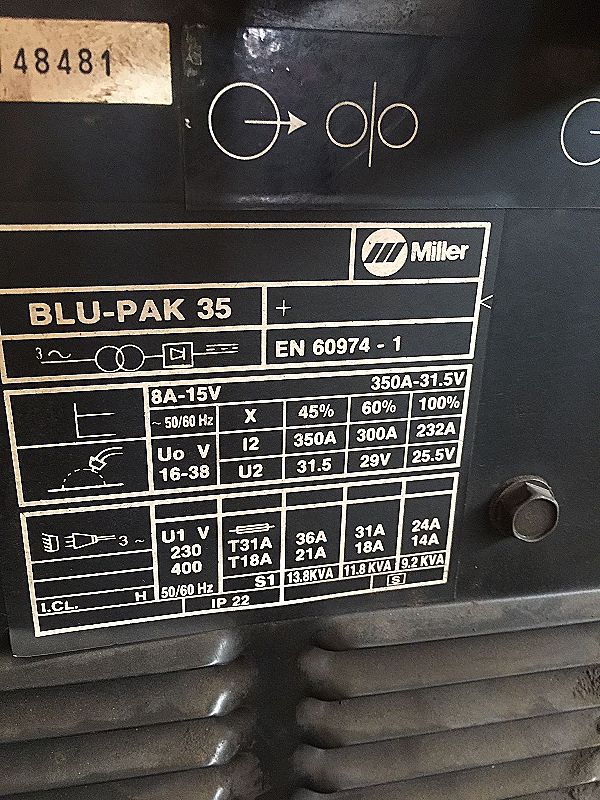 148481
Miller
BLU-PAK 35
+
3~
EN 60974 - 1
8A-15V 350A-31.5V
~ 50/60 Hz X 45% 60% 100%
Uo V I2 350A 300A 232A
16-38 U2 31.5 29V 25.5V
3~ U1 V
230 T31A 36A 31A 24A
400 T18A 21A 18A 14A
I.CL. H 50/60 Hz S1 13.8KVA 11.8 KVA 9.2 KVA
IP 22 S